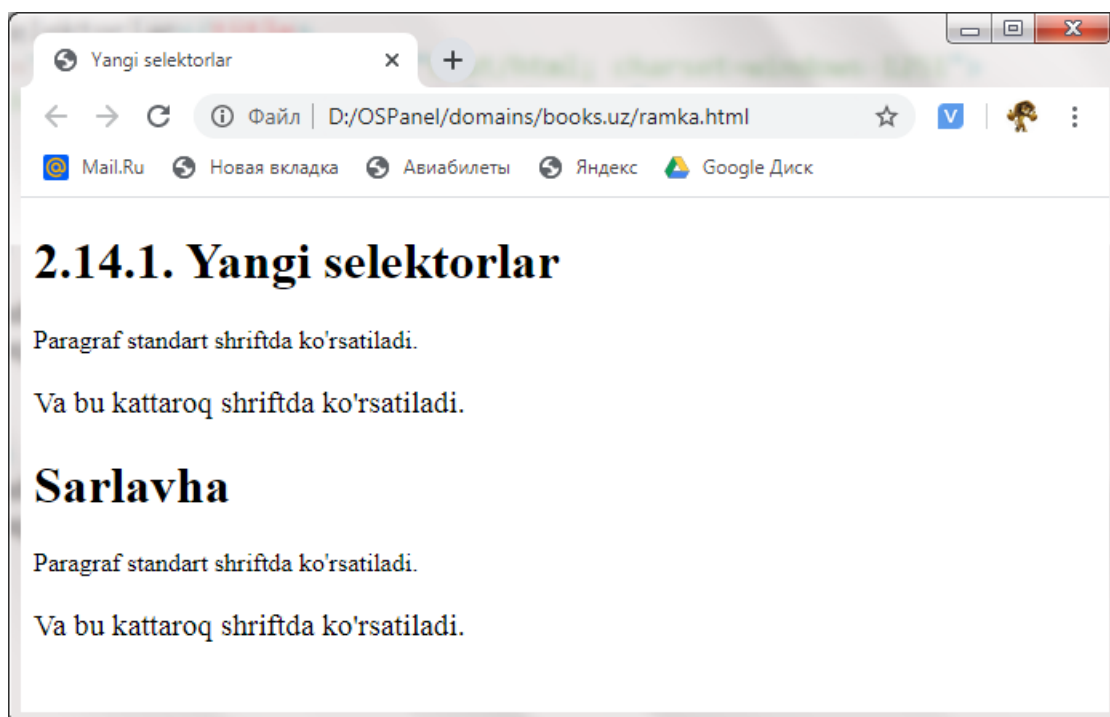 Yangi selektorlar
Файл | D:/OSPanel/domains/books.uz/ramka.html
Mail.Ru Новая вкладка Авиабилеты Яндекс Google Диск
2.14.1. Yangi selektorlar
Paragraf standart shriftda ko'rsatiladi.
Va bu kattaroq shriftda ko'rsatiladi.
Sarlavha
Paragraf standart shriftda ko'rsatiladi.
Va bu kattaroq shriftda ko'rsatiladi.